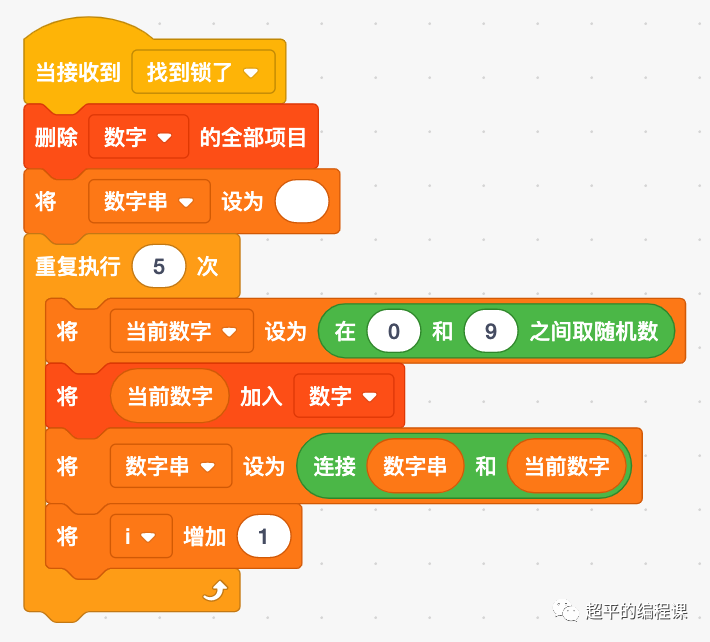 当接收到 找到锁了
删除 数字 的全部项目
将 数字串 设为
重复执行 5 次
将 当前数字 设为 在 0 和 9 之间取随机数
将 当前数字 加入 数字
将 数字串 设为 连接 数字串 和 当前数字
将 i 增加 1
超平的编程课